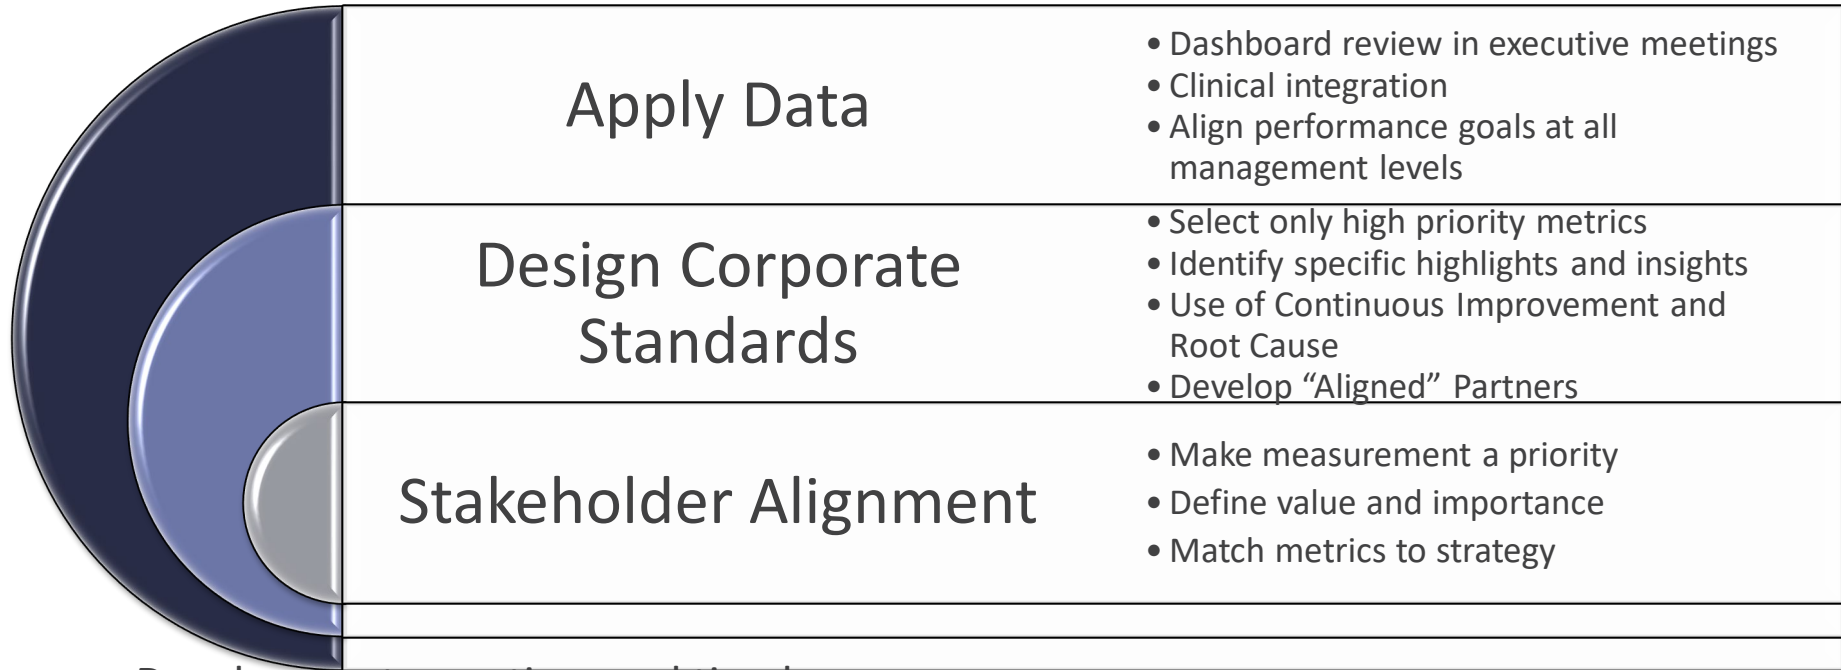 Apply Data
• Dashboard review in executive meetings
• Clinical integration
• Align performance goals at all
management levels
Design Corporate
Standards
• Select only high priority metrics
• Identify specific highlights and insights
• Use of Continuous Improvement and
Root Cause
• Develop “Aligned” Partners
Stakeholder Alignment
• Make measurement a priority
• Define value and importance
• Match metrics to strategy